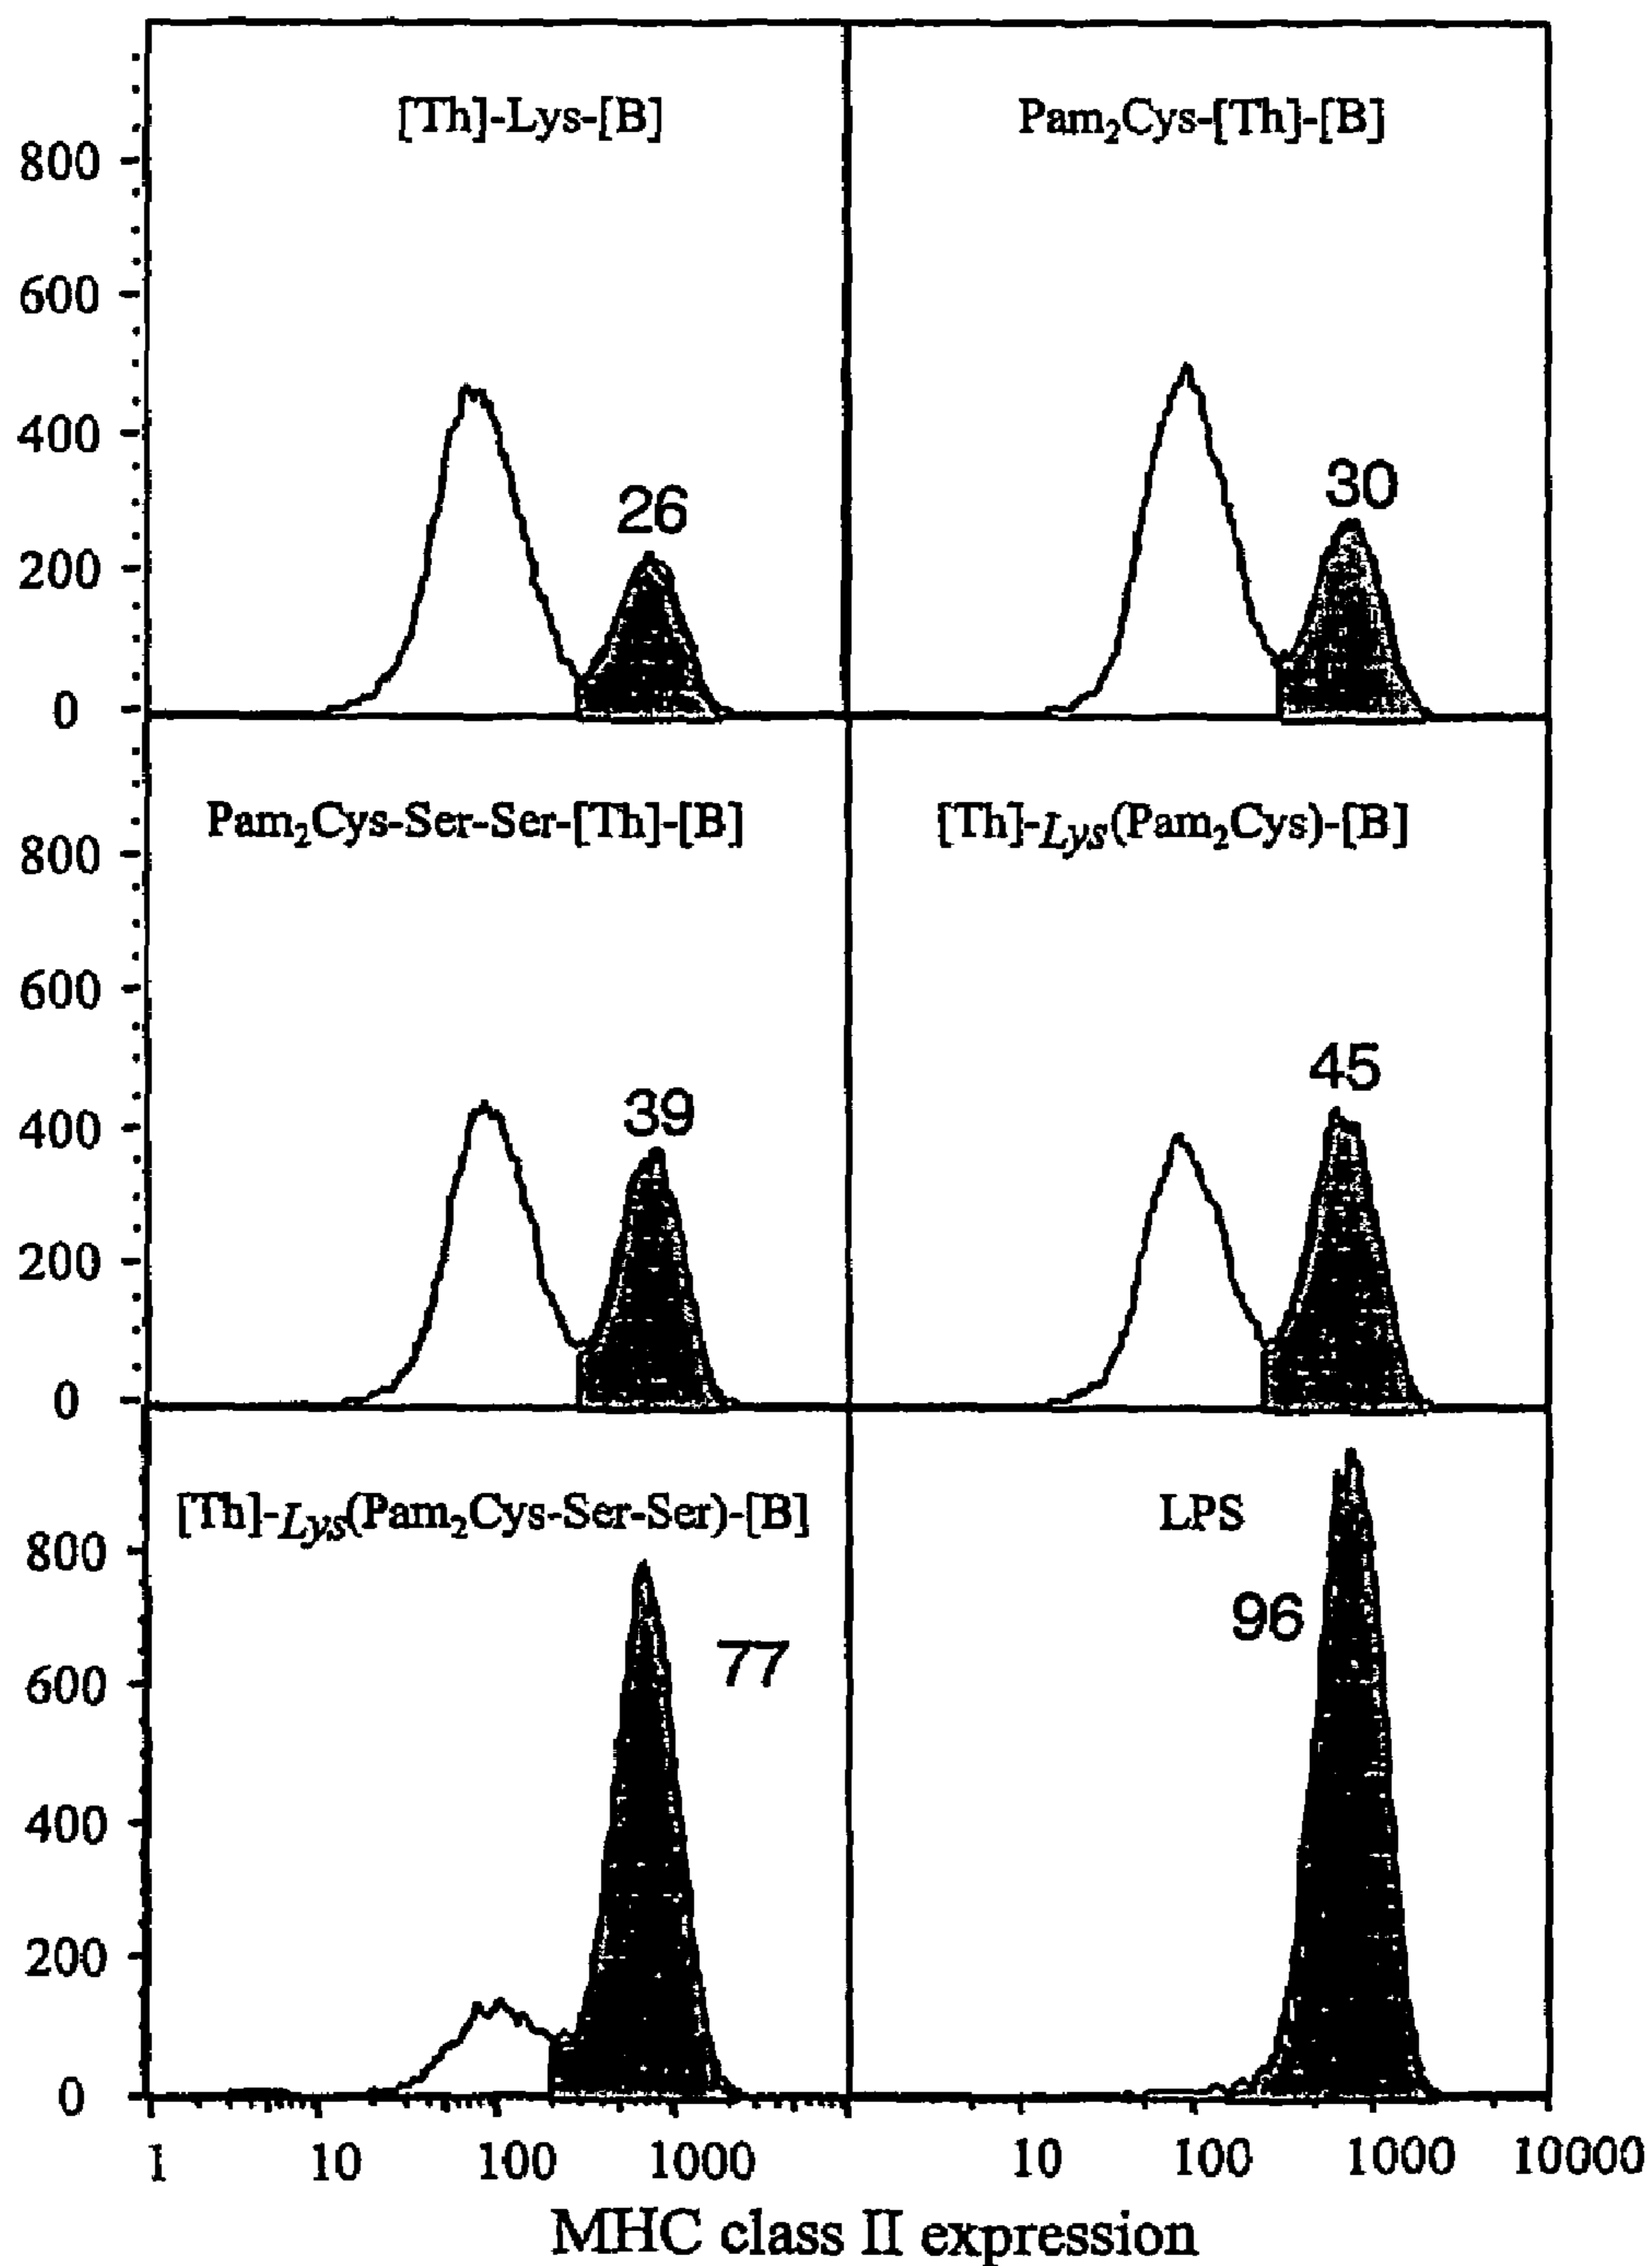 [Th]-Lys-[B]
Pam₂Cys-[Th]-[B]
800
600
400
200
0
26
30
Pam₂Cys-Ser-Ser-[Th]-[B]
[Th]-Lys(Pam₂Cys)-[B]
800
600
400
200
0
39
45
[Th]-Lys(Pam₂Cys-Ser-Ser)-[B]
LPS
800
600
400
200
0
77
96
1 10 100 1000 10 100 1000 10000
MHC class II expression